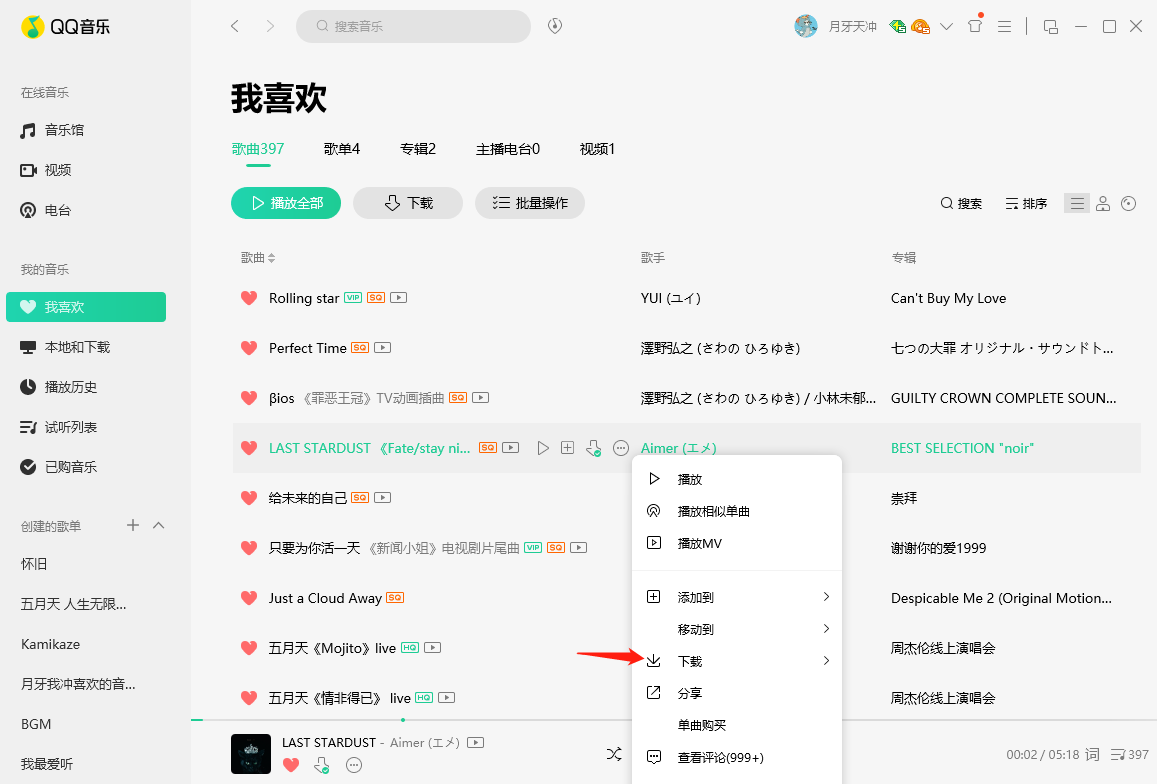 QQ音乐
搜索音乐
月牙天冲
在线音乐
音乐馆
视频
电台
我的音乐
我喜欢
本地和下载
播放历史
试听列表
已购音乐
创建的歌单
怀旧
五月天 人生无限...
Kamikaze
月牙我冲喜欢的音...
BGM
我最爱听
我喜欢
歌曲397 歌单4 专辑2 主播电台0 视频1
播放全部 下载 批量操作 搜索 排序
歌曲 歌手 专辑
Rolling star VIP SQ YUI (ユイ) Can't Buy My Love
Perfect Time SQ 澤野弘之 (さわの ひろゆき) 七つの大罪 オリジナル・サウンドト...
βios 《罪恶王冠》TV动画插曲 SQ 澤野弘之 (さわの ひろゆき) / 小林未郁... GUILTY CROWN COMPLETE SOUN...
LAST STARDUST 《Fate/stay ni... SQ Aimer (エメ) BEST SELECTION "noir"
给未来的自己 SQ 崇拜
只要为你活一天 《新闻小姐》电视剧片尾曲 VIP SQ 谢谢你的爱1999
Just a Cloud Away SQ Despicable Me 2 (Original Motion...
五月天《Mojito》live HQ 周杰伦线上演唱会
五月天《情非得已》 live HQ 周杰伦线上演唱会
播放
播放相似单曲
播放MV
添加到
移动到
下载
分享
单曲购买
查看评论(999+)
LAST STARDUST - Aimer (エメ)
00:02 / 05:18 词 397